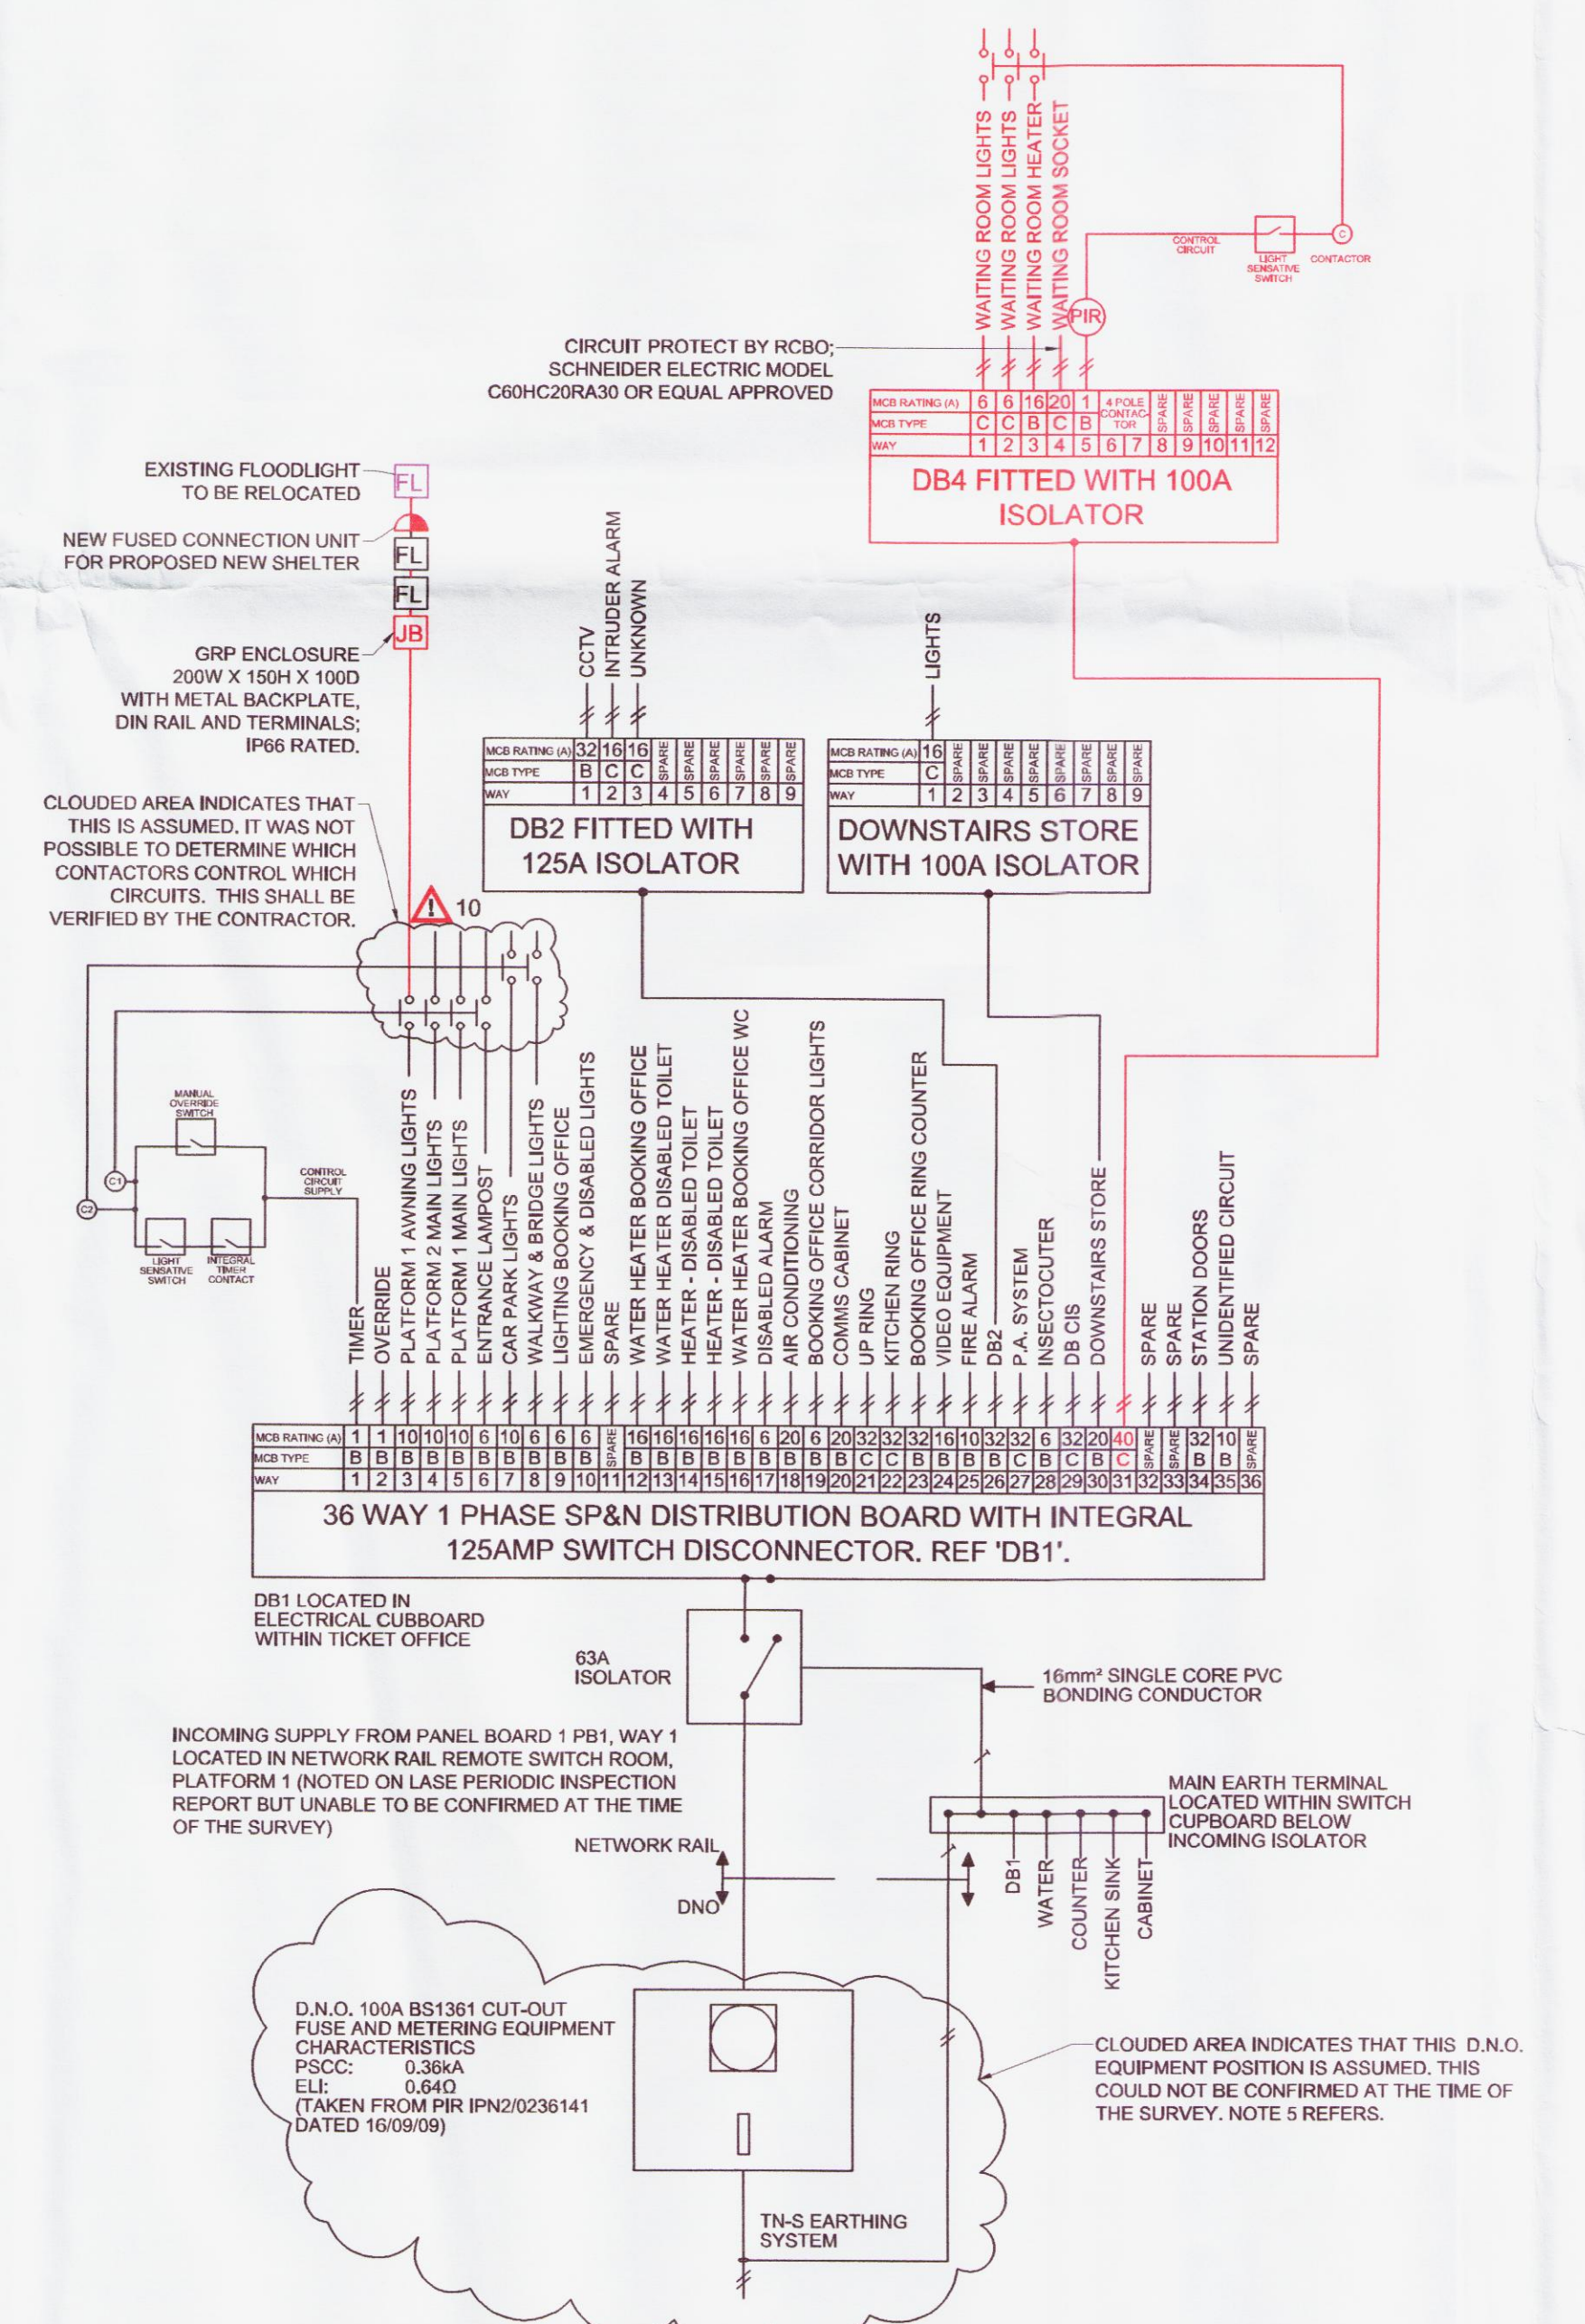 WAITING ROOM LIGHTS
WAITING ROOM LIGHTS
WAITING ROOM HEATER
WAITING ROOM SOCKET
PIR
CONTROL
CIRCUIT
LIGHT
SENSATIVE
SWITCH
C
CONTACTOR
CIRCUIT PROTECT BY RCBO;
SCHNEIDER ELECTRIC MODEL
C60HC20RA30 OR EQUAL APPROVED
MCB RATING (A) 6 6 16 20 1 4 POLE CONTAC- TOR SPARE SPARE SPARE SPARE SPARE
MCB TYPE C C B C B
WAY 1 2 3 4 5 6 7 8 9 10 11 12
DB4 FITTED WITH 100A
ISOLATOR
EXISTING FLOODLIGHT
TO BE RELOCATED
FL
NEW FUSED CONNECTION UNIT
FOR PROPOSED NEW SHELTER
FL
FL
JB
GRP ENCLOSURE
200W X 150H X 100D
WITH METAL BACKPLATE,
DIN RAIL AND TERMINALS;
IP66 RATED.
CCTV
INTRUDER ALARM
UNKNOWN
MCB RATING (A) 32 16 16 SPARE SPARE SPARE SPARE SPARE SPARE
MCB TYPE B C C
WAY 1 2 3 4 5 6 7 8 9
DB2 FITTED WITH
125A ISOLATOR
LIGHTS
MCB RATING (A) 16 SPARE SPARE SPARE SPARE SPARE SPARE SPARE SPARE
MCB TYPE C
WAY 1 2 3 4 5 6 7 8 9
DOWNSTAIRS STORE
WITH 100A ISOLATOR
CLOUDED AREA INDICATES THAT
THIS IS ASSUMED. IT WAS NOT
POSSIBLE TO DETERMINE WHICH
CONTACTORS CONTROL WHICH
CIRCUITS. THIS SHALL BE
VERIFIED BY THE CONTRACTOR.
! 10
MANUAL
OVERRIDE
SWITCH
C1
C2
CONTROL
CIRCUIT
SUPPLY
LIGHT
SENSATIVE
SWITCH
INTEGRAL
TIMER
CONTACT
TIMER
OVERRIDE
PLATFORM 1 AWNING LIGHTS
PLATFORM 2 MAIN LIGHTS
PLATFORM 1 MAIN LIGHTS
ENTRANCE LAMPOST
CAR PARK LIGHTS
WALKWAY & BRIDGE LIGHTS
LIGHTING BOOKING OFFICE
EMERGENCY & DISABLED LIGHTS
SPARE
WATER HEATER BOOKING OFFICE
WATER HEATER DISABLED TOILET
HEATER - DISABLED TOILET
HEATER - DISABLED TOILET
WATER HEATER BOOKING OFFICE WC
DISABLED ALARM
AIR CONDITIONING
BOOKING OFFICE CORRIDOR LIGHTS
COMMS CABINET
UP RING
KITCHEN RING
BOOKING OFFICE RING COUNTER
VIDEO EQUIPMENT
FIRE ALARM
DB2
P.A. SYSTEM
INSECTOCUTER
DB CIS
DOWNSTAIRS STORE
SPARE
SPARE
STATION DOORS
UNIDENTIFIED CIRCUIT
SPARE
MCB RATING (A) 1 1 10 10 10 6 10 6 6 6 SPARE 16 16 16 16 16 6 20 6 20 32 32 32 16 10 32 32 6 32 20 40 SPARE SPARE 32 10 SPARE
MCB TYPE B B B B B B B B B B B B B B B B B B B C C B B B B C B C B C B B
WAY 1 2 3 4 5 6 7 8 9 10 11 12 13 14 15 16 17 18 19 20 21 22 23 24 25 26 27 28 29 30 31 32 33 34 35 36
36 WAY 1 PHASE SP&N DISTRIBUTION BOARD WITH INTEGRAL
125AMP SWITCH DISCONNECTOR. REF 'DB1'.
DB1 LOCATED IN
ELECTRICAL CUBBOARD
WITHIN TICKET OFFICE
63A
ISOLATOR
16mm² SINGLE CORE PVC
BONDING CONDUCTOR
INCOMING SUPPLY FROM PANEL BOARD 1 PB1, WAY 1
LOCATED IN NETWORK RAIL REMOTE SWITCH ROOM,
PLATFORM 1 (NOTED ON LASE PERIODIC INSPECTION
REPORT BUT UNABLE TO BE CONFIRMED AT THE TIME
OF THE SURVEY)
MAIN EARTH TERMINAL
LOCATED WITHIN SWITCH
CUPBOARD BELOW
INCOMING ISOLATOR
NETWORK RAIL
DNO
DB1
WATER
COUNTER
KITCHEN SINK
CABINET
D.N.O. 100A BS1361 CUT-OUT
FUSE AND METERING EQUIPMENT
CHARACTERISTICS
PSCC: 0.36kA
ELI: 0.64Ω
(TAKEN FROM PIR IPN2/0236141
DATED 16/09/09)
CLOUDED AREA INDICATES THAT THIS D.N.O.
EQUIPMENT POSITION IS ASSUMED. THIS
COULD NOT BE CONFIRMED AT THE TIME OF
THE SURVEY. NOTE 5 REFERS.
TN-S EARTHING
SYSTEM